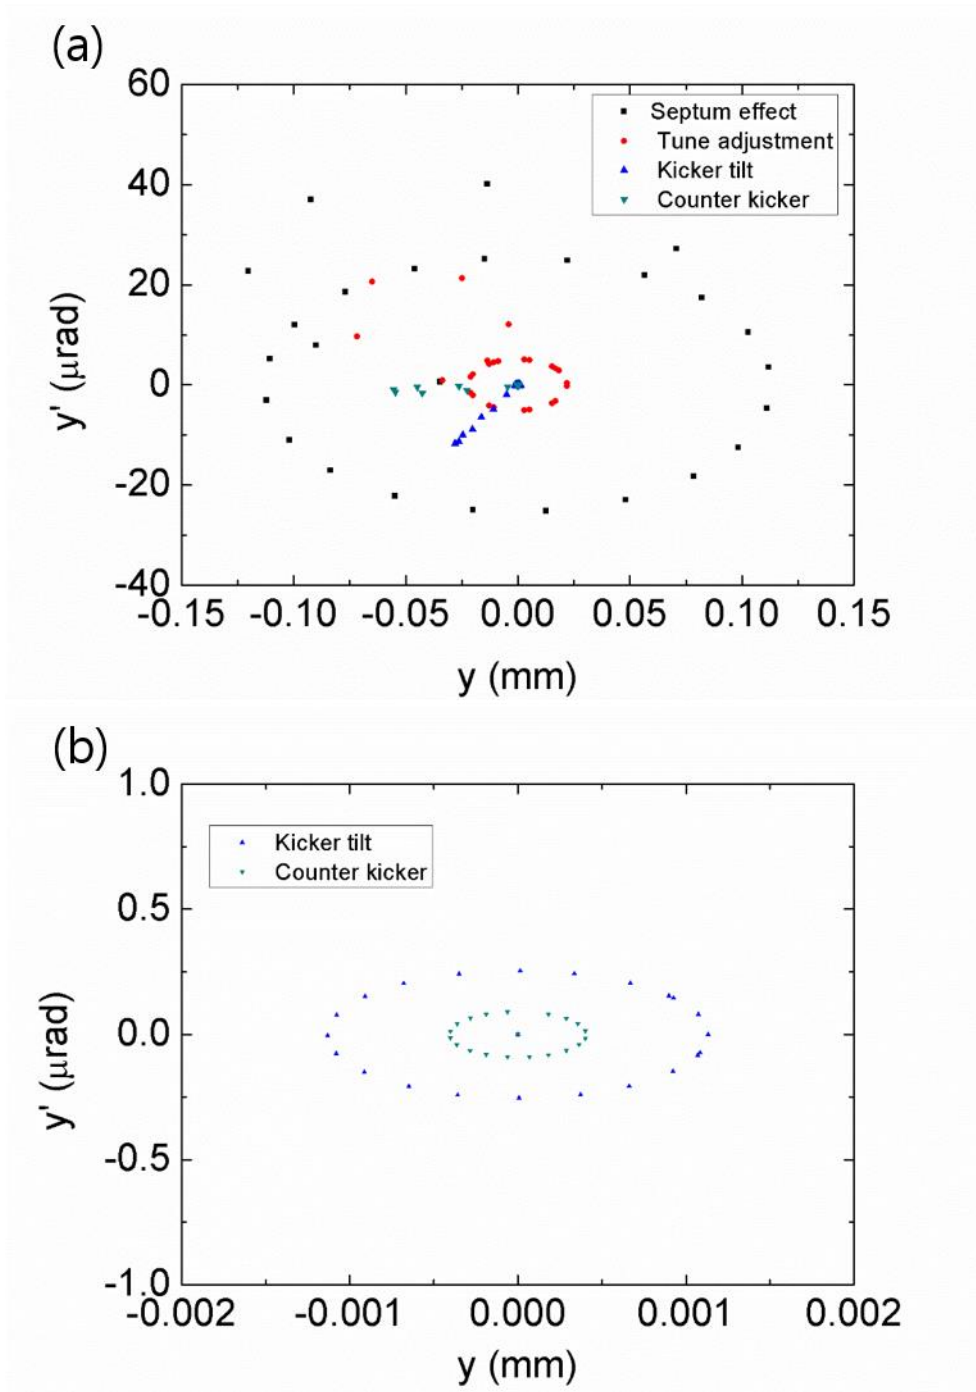 (a)
60
40
20
0
-20
-40
y' (μrad)
Septum effect
Tune adjustment
Kicker tilt
Counter kicker
-0.15 -0.10 -0.05 0.00 0.05 0.10 0.15
y (mm)
(b)
1.0
0.5
0.0
-0.5
-1.0
y' (μrad)
Kicker tilt
Counter kicker
-0.002 -0.001 0.000 0.001 0.002
y (mm)